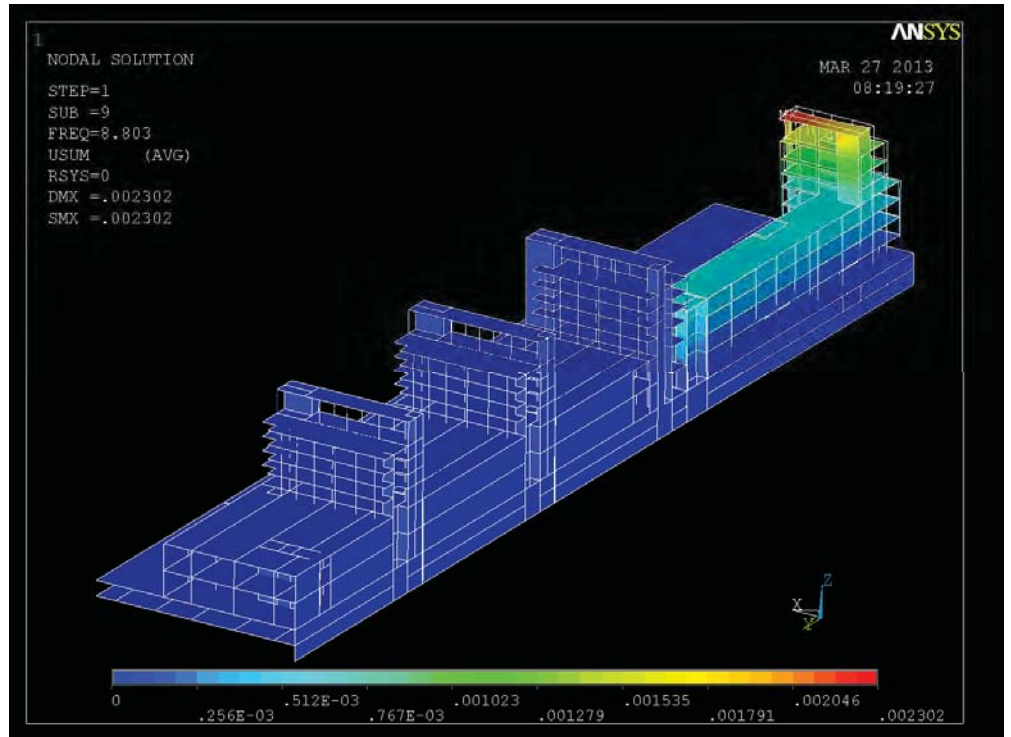 1
ANSYS
NODAL SOLUTION
MAR 27 2013
08:19:27
STEP=1
SUB =9
FREQ=8.803
USUM (AVG)
RSYS=0
DMX =.002302
SMX =.002302
Z
X
Y
0 .512E-03 .001023 .001535 .002046
.256E-03 .767E-03 .001279 .001791 .002302